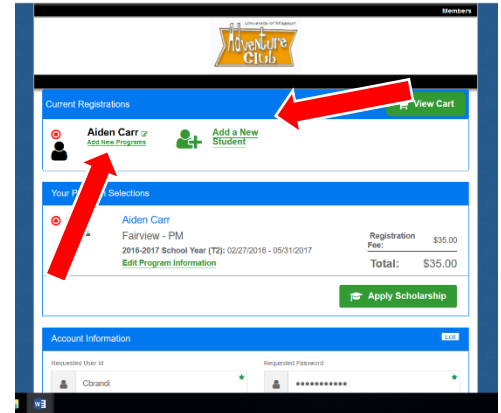 Members
University of Missouri
Adventure
Club
Current Registrations
View Cart
Aiden Carr
Add New Programs
Add a New
Student
Your P Selections
Aiden Carr
Fairview - PM
2016-2017 School Year (T2): 02/27/2016 - 05/31/2017
Edit Program Information
Registration
Fee: $35.00
Total: $35.00
Apply Scholarship
Account Information
Requested User Id
Requested Password
Cbrandi